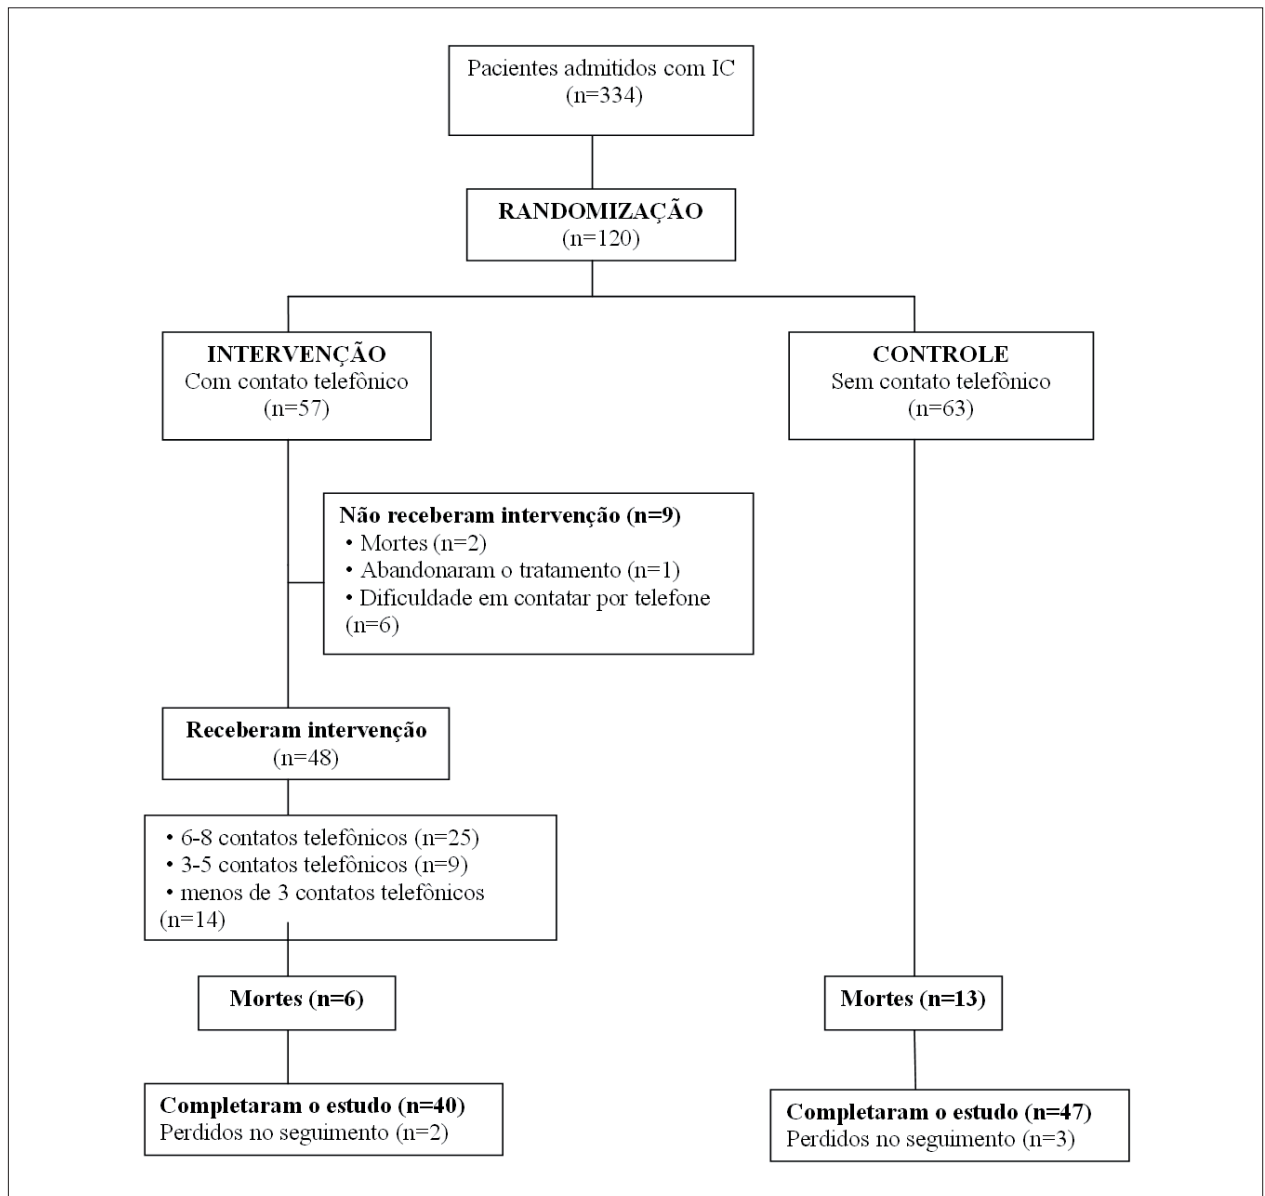 Pacientes admitidos com IC
(n=334)
RANDOMIZAÇÃO
(n=120)
INTERVENÇÃO
Com contato telefônico
(n=57)
CONTROLE
Sem contato telefônico
(n=63)
Não receberam intervenção (n=9)
• Mortes (n=2)
• Abandonaram o tratamento (n=1)
• Dificuldade em contatar por telefone
(n=6)
Receberam intervenção
(n=48)
• 6-8 contatos telefônicos (n=25)
• 3-5 contatos telefônicos (n=9)
• menos de 3 contatos telefônicos
(n=14)
Mortes (n=6)
Mortes (n=13)
Completaram o estudo (n=40)
Perdidos no seguimento (n=2)
Completaram o estudo (n=47)
Perdidos no seguimento (n=3)